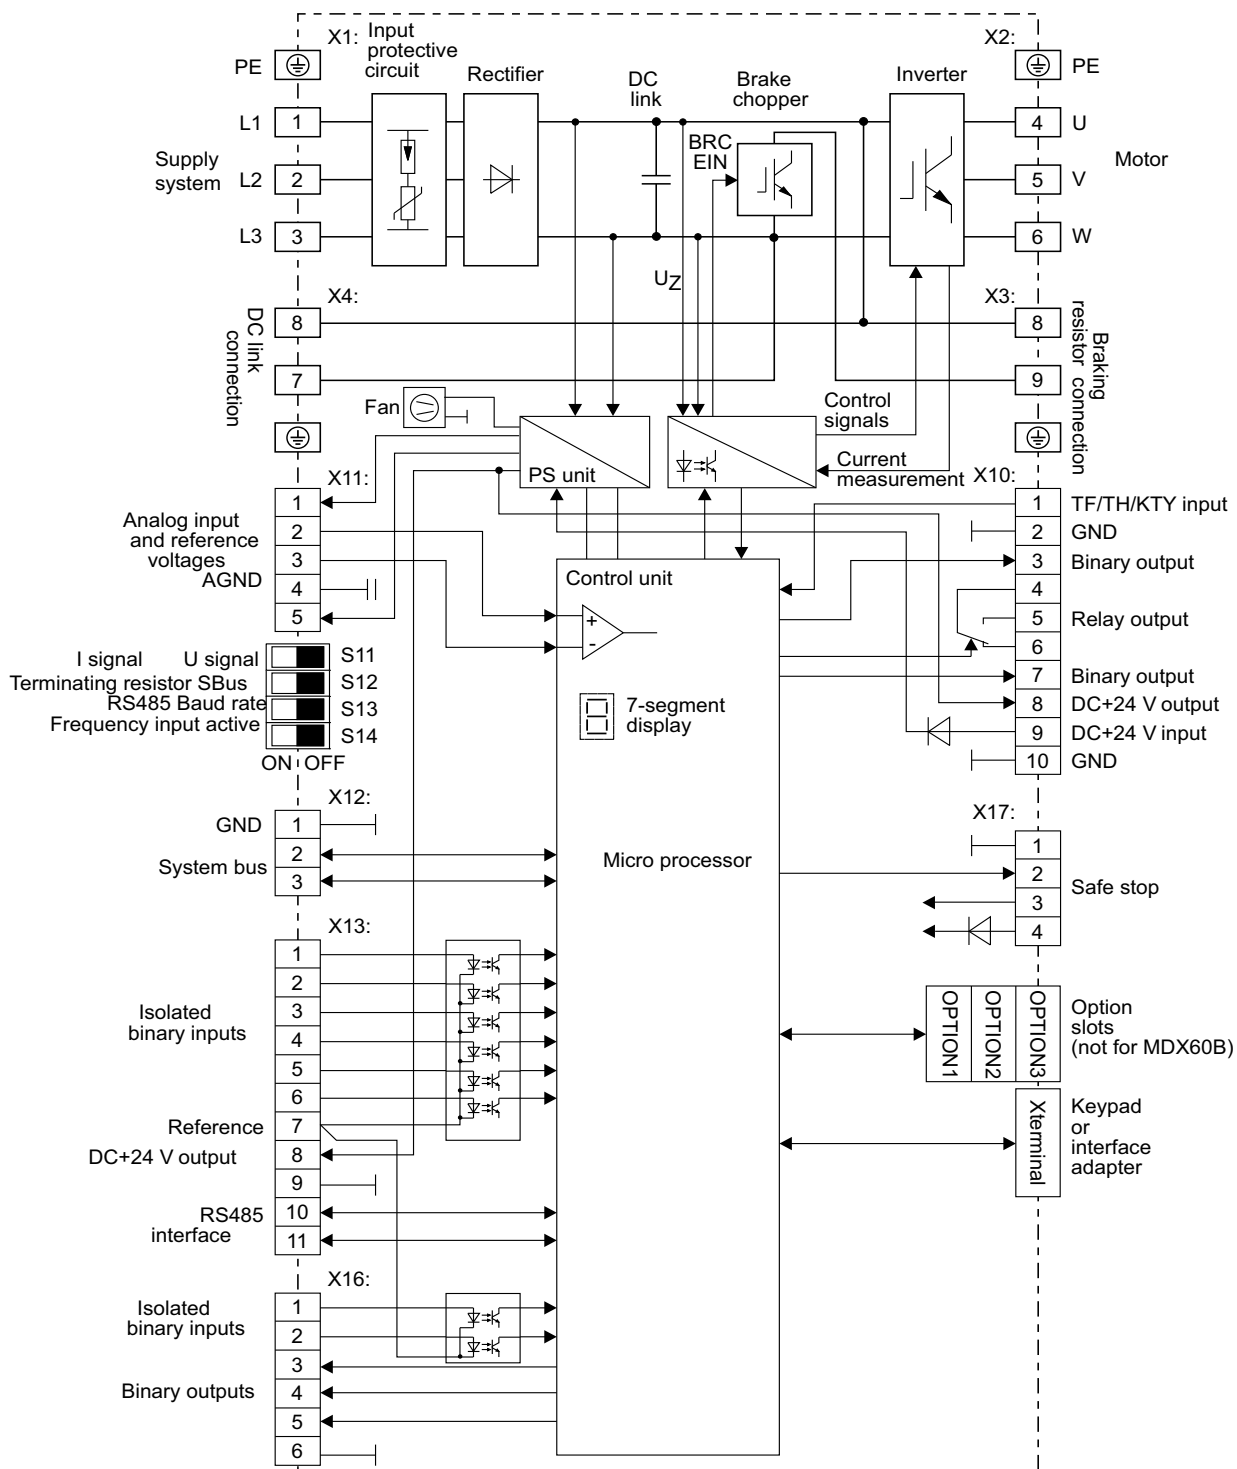 X1:
Input
protective
circuit
Rectifier
DC
link
Brake
chopper
Inverter
X2:
PE
PE
BRC
EIN
L1
1
4
U
Supply
system
L2
2
5
V
Motor
L3
3
6
W
UZ
X4:
X3:
8
8
DC link
connection
7
9
Braking
resistor connection
Fan
Control
signals
PS unit
Current
measurement
X11:
X10:
Analog input
and reference
voltages
AGND
1
2
3
4
5
1
TF/TH/KTY input
2
GND
3
Binary output
4
5
Relay output
6
7
Binary output
8
DC+24 V output
9
DC+24 V input
10
GND
Control unit
+
-
7-segment
display
Micro processor
I signal U signal
S11
Terminating resistor SBus
S12
RS485 Baud rate
S13
Frequency input active
S14
ON OFF
X12:
GND
1
System bus
2
3
X17:
1
2
Safe stop
3
4
X13:
Isolated
binary inputs
1
2
3
4
5
6
Reference
7
DC+24 V output
8
9
RS485
interface
10
11
OPTION1
OPTION2
OPTION3
Option
slots
(not for MDX60B)
Xterminal
Keypad
or
interface
adapter
X16:
Isolated
binary inputs
1
2
3
Binary outputs
4
5
6